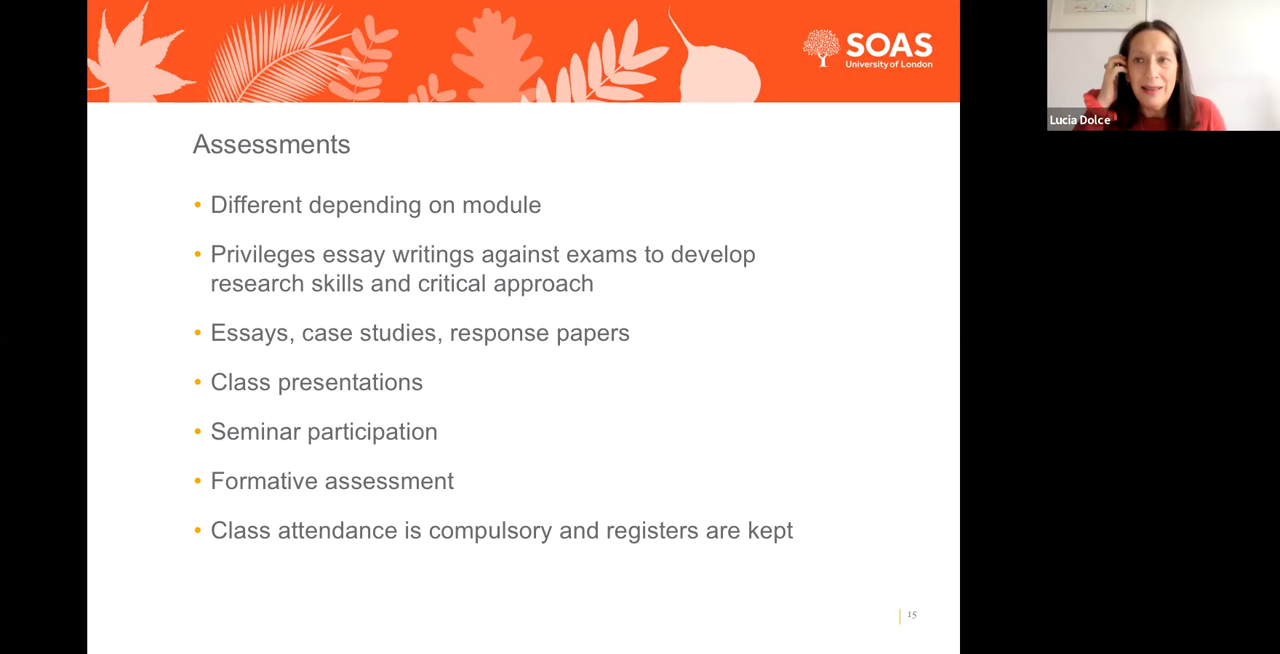 SOAS
University of London
Lucia Dolce
Assessments
• Different depending on module
• Privileges essay writings against exams to develop
research skills and critical approach
• Essays, case studies, response papers
• Class presentations
• Seminar participation
• Formative assessment
• Class attendance is compulsory and registers are kept
15